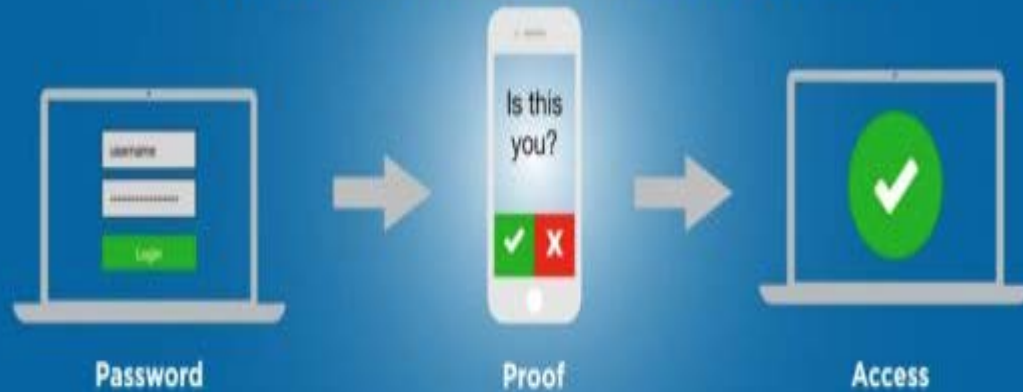 username
Login
Password
Is this
you?
X
Proof
Access